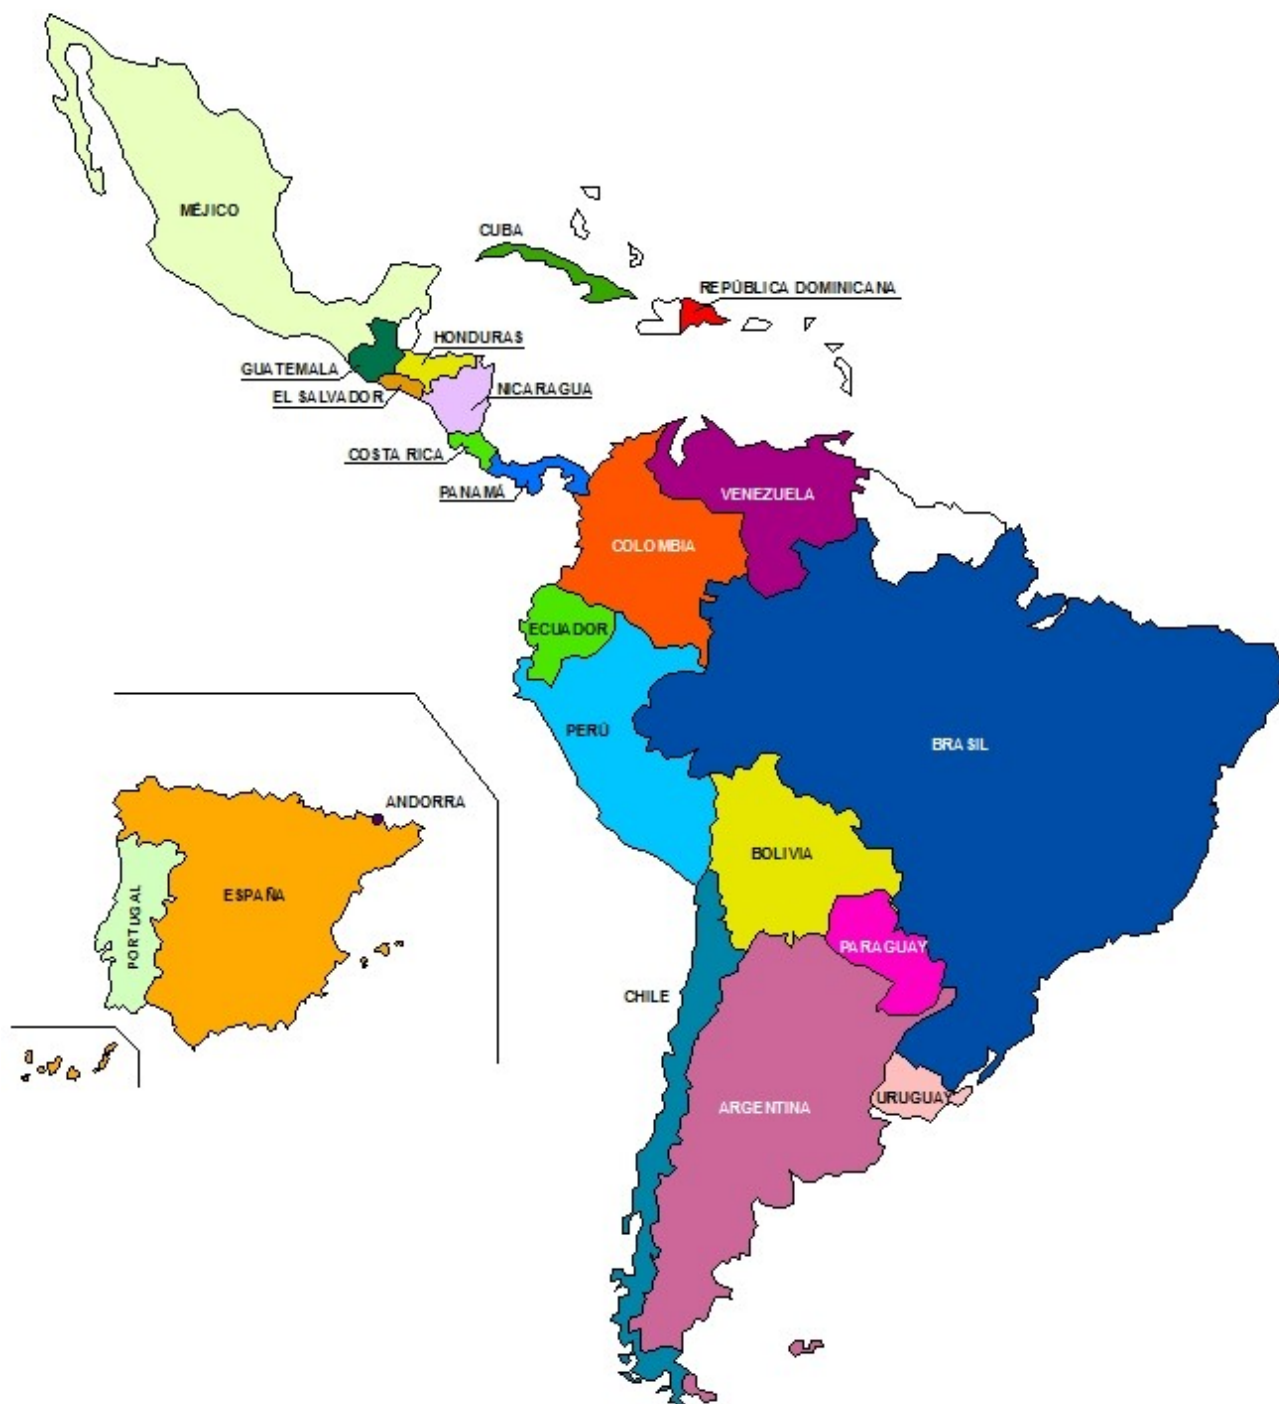 MÉJICO
CUBA
REPÚBLICA DOMINICANA
HONDURAS
GUATEMALA
NICARAGUA
EL SALVADOR
COSTA RICA
PANAMÁ
VENEZUELA
COLOMBIA
ECUADOR
PERÚ
BRASIL
ANDORRA
BOLIVIA
ESPAÑA
PORTUGAL
PARAGUAY
CHILE
URUGUAY
ARGENTINA